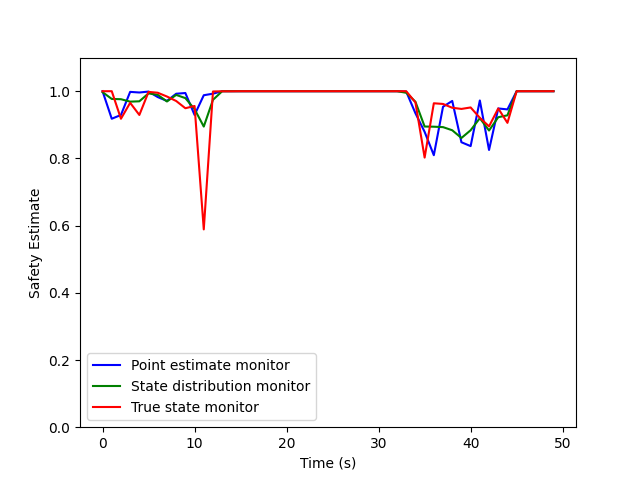 1.0
0.8
0.6
0.4
0.2
0.0
Safety Estimate
Point estimate monitor
State distribution monitor
True state monitor
0 10 20 30 40 50
Time (s)